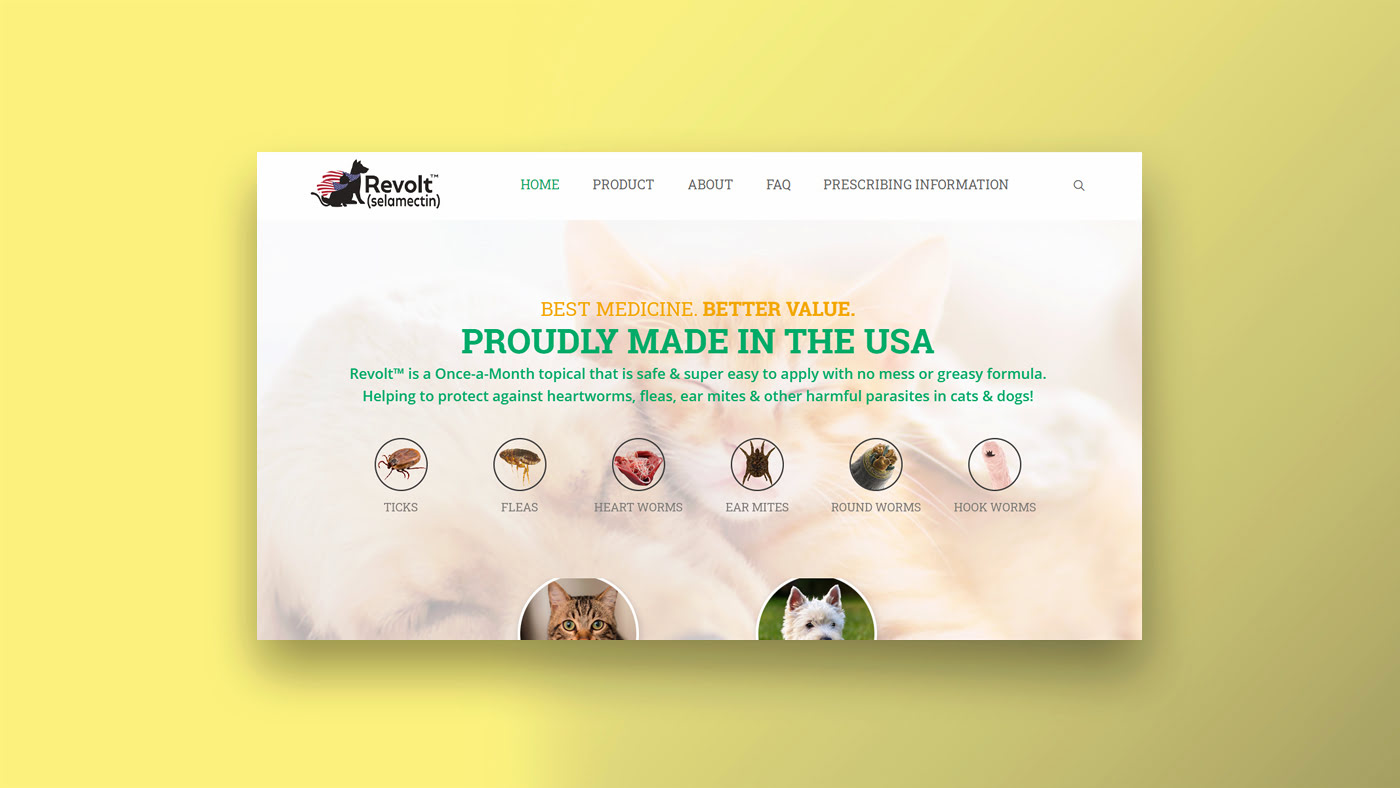 Revolt™
(selamectin)
HOME PRODUCT ABOUT FAQ PRESCRIBING INFORMATION
BEST MEDICINE. BETTER VALUE.
PROUDLY MADE IN THE USA
Revolt™ is a Once-a-Month topical that is safe & super easy to apply with no mess or greasy formula.
Helping to protect against heartworms, fleas, ear mites & other harmful parasites in cats & dogs!
TICKS FLEAS HEART WORMS EAR MITES ROUND WORMS HOOK WORMS